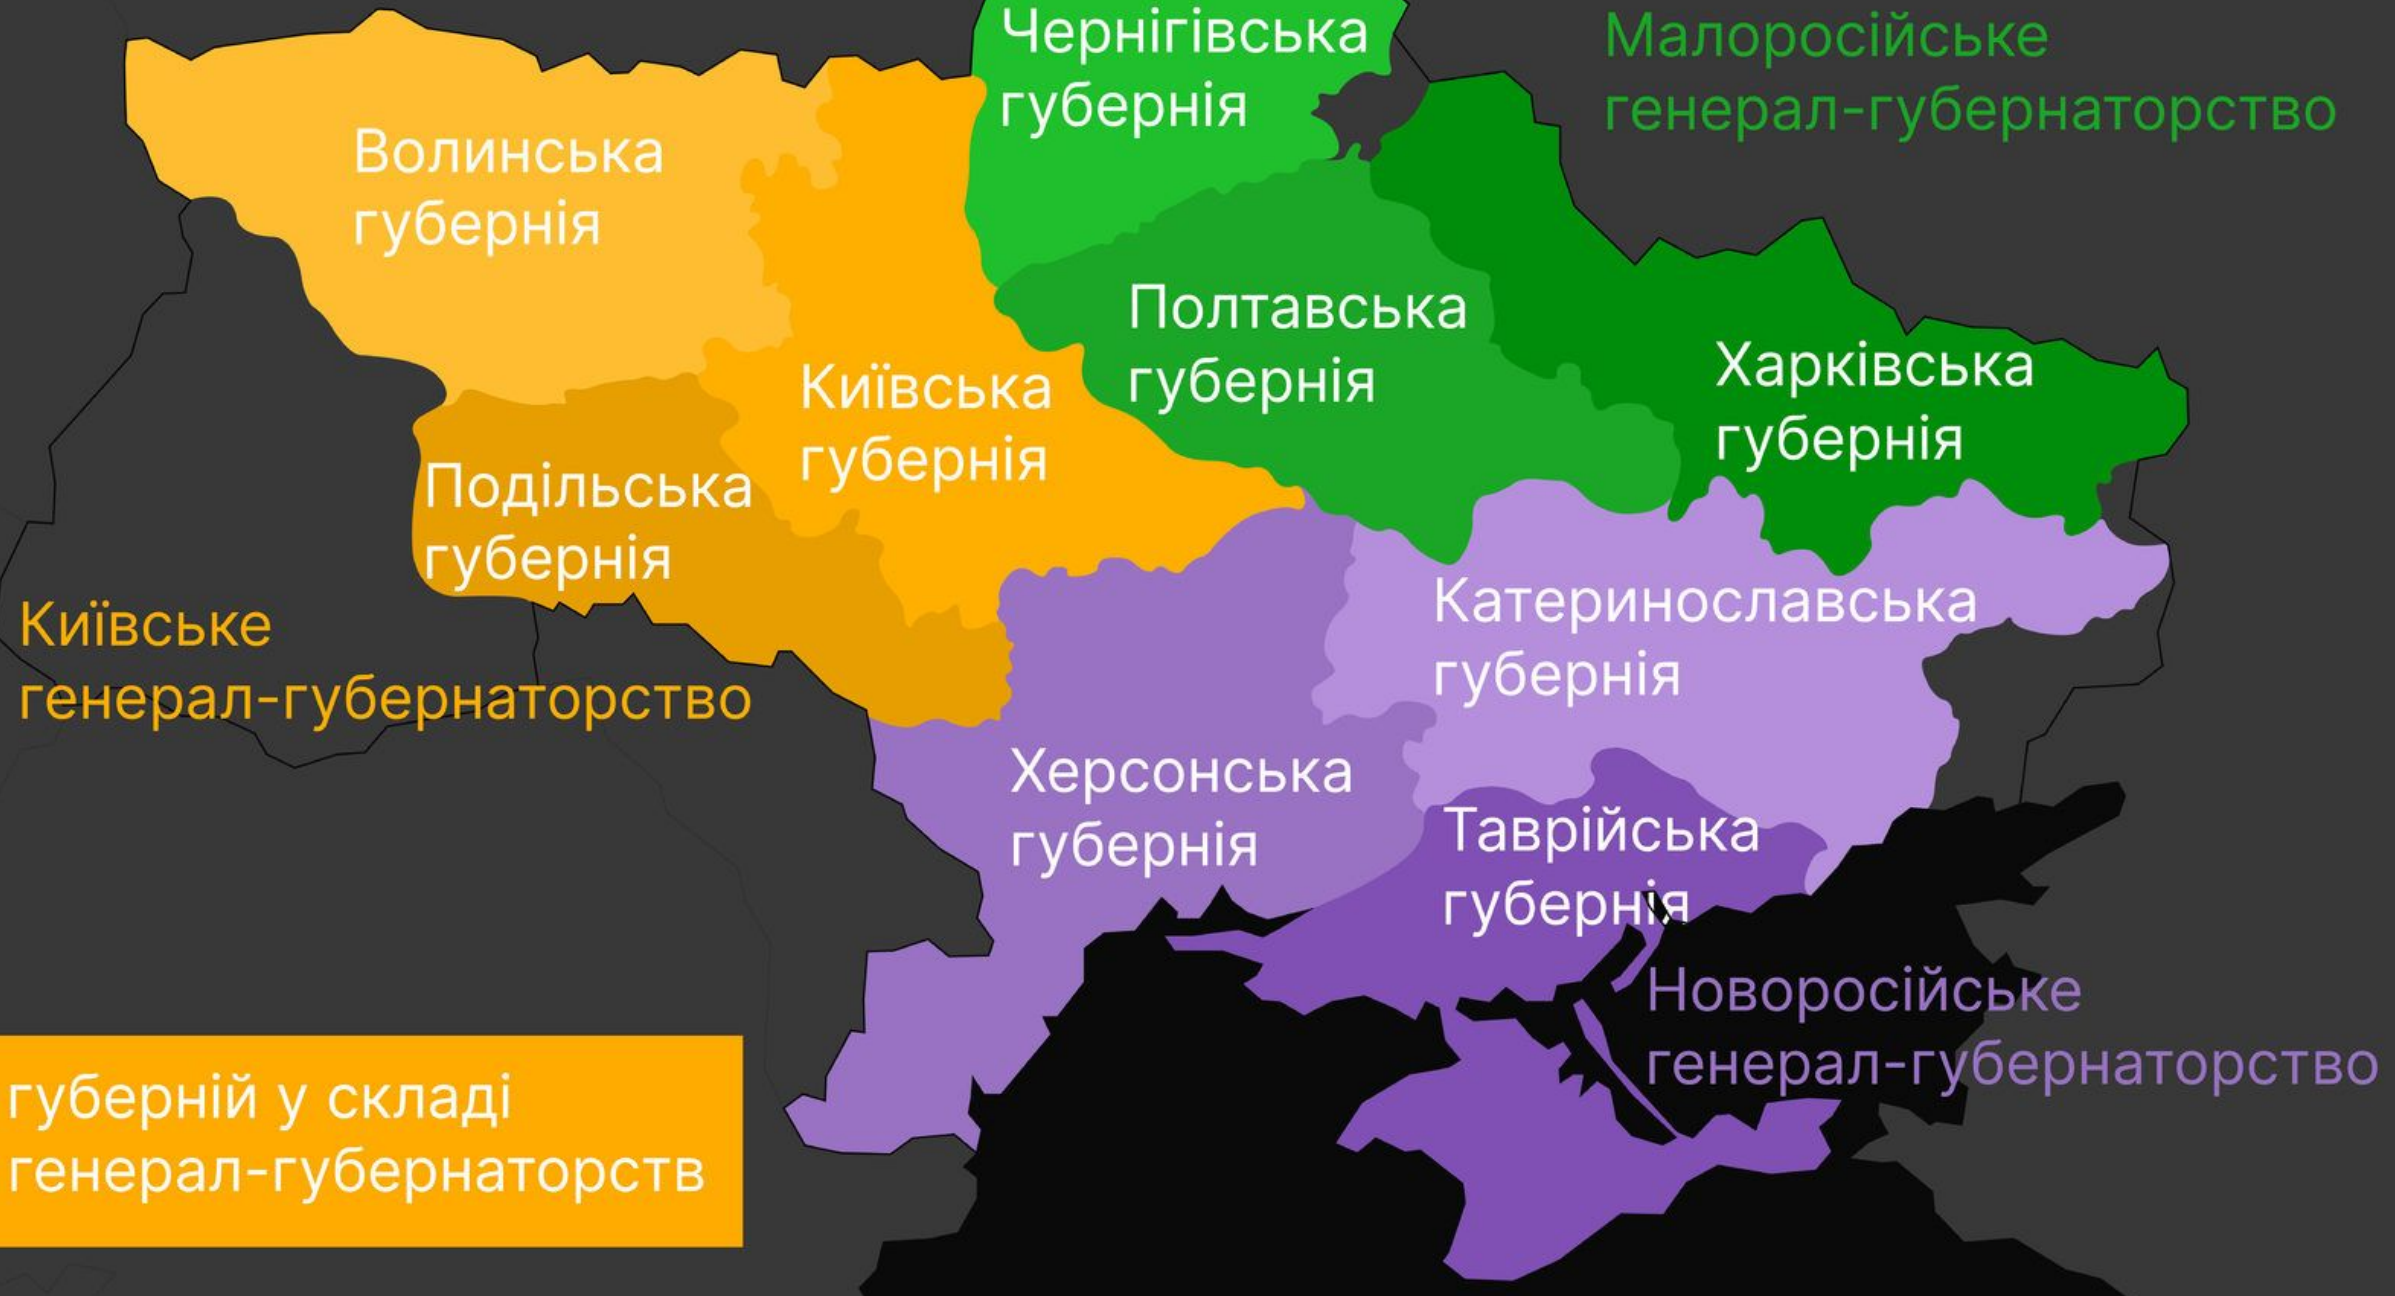 Чернігівська
губернія
Малоросійське
генерал-губернаторство
Волинська
губернія
Полтавська
губернія
Харківська
губернія
Київська
губернія
Подільська
губернія
Київське
генерал-губернаторство
Катеринославська
губернія
Херсонська
губернія
Таврійська
губернія
Новоросійське
генерал-губернаторство
губерній у складі
генерал-губернаторств